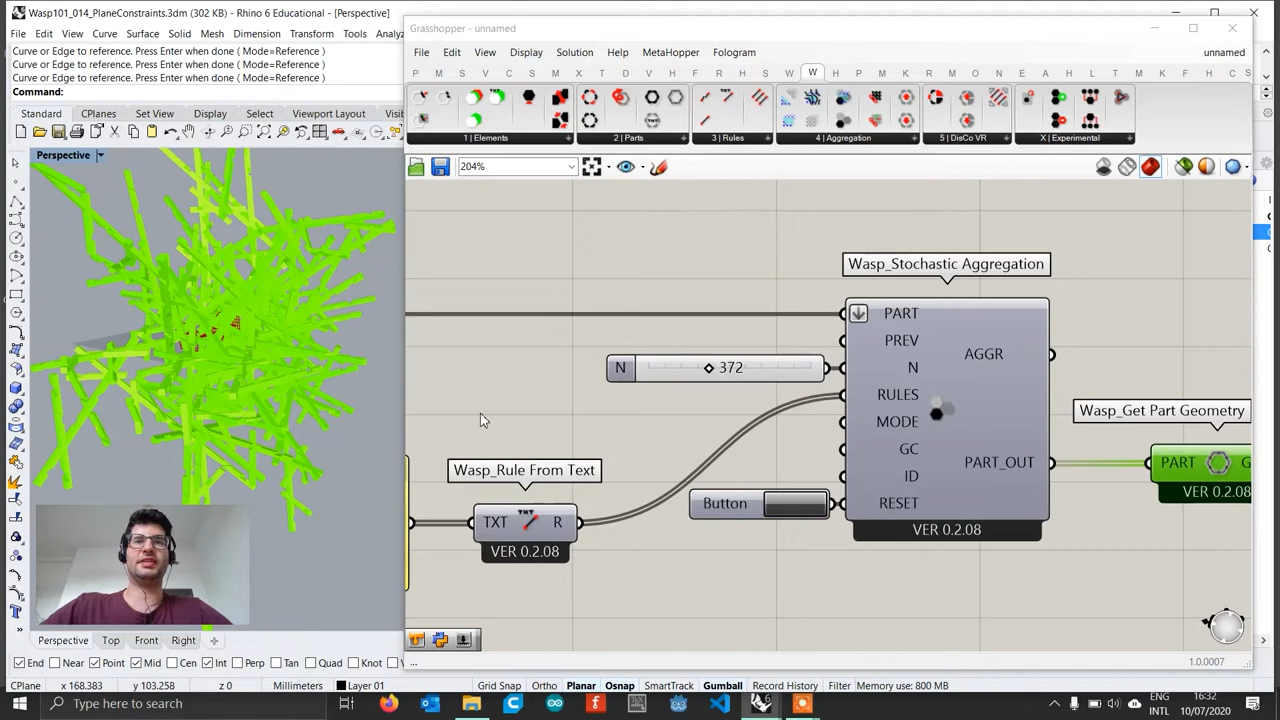 Wasp101_014_PlaneConstraints.3dm (302 KB) - Rhino 6 Educational - [Perspective]
File Edit View Curve Surface Solid Mesh Dimension Transform Tools Analyz
Curve or Edge to reference. Press Enter when done ( Mode=Reference )
Curve or Edge to reference. Press Enter when done ( Mode=Reference )
Curve or Edge to reference. Press Enter when done ( Mode=Reference )
Command:
Standard CPlanes Set View Display Select Viewport Layout Visib
Perspective
Grasshopper - unnamed
File Edit View Display Solution Help MetaHopper Fologram unnamed
P M S V C S M X T D V M F R H S W W H P M K R M O N E A H L T M K F C S
1 | Elements 2 | Parts 3 | Rules 4 | Aggregation 5 | DisCo VR X | Experimental
204%
Wasp_Stochastic Aggregation
PART
PREV
AGGR
N 372 N
RULES
MODE
Wasp_Get Part Geometry
GC
PART_OUT
PART G
ID
VER 0.2.08
Wasp_Rule From Text
Button RESET
TXT R
VER 0.2.08
VER 0.2.08
Perspective Top Front Right
... 1.0.0007
End Near Point Mid Cen Int Perp Tan Quad Knot
CPlane x 168.383 y 103.258 z 0 Millimeters Layer 01 Grid Snap Ortho Planar Osnap SmartTrack Gumball Record History Filter Memory use: 800 MB
Type here to search
ENG
INTL
16:32
10/07/2020